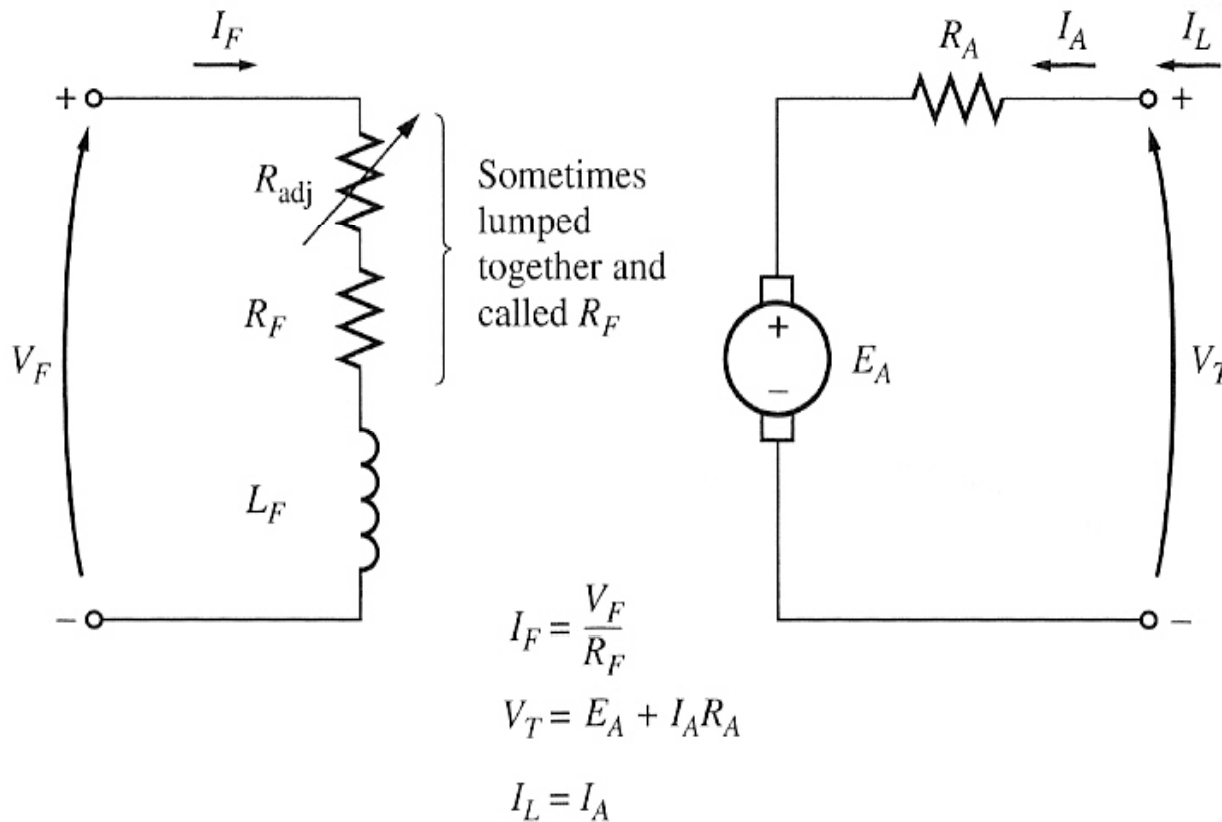 I_F
R_A
I_A
I_L
+
+
R_adj
Sometimes
lumped
together and
called R_F
R_F
V_F
+
−
E_A
V_T
L_F
−
−
I_F = V_F / R_F
V_T = E_A + I_A R_A
I_L = I_A